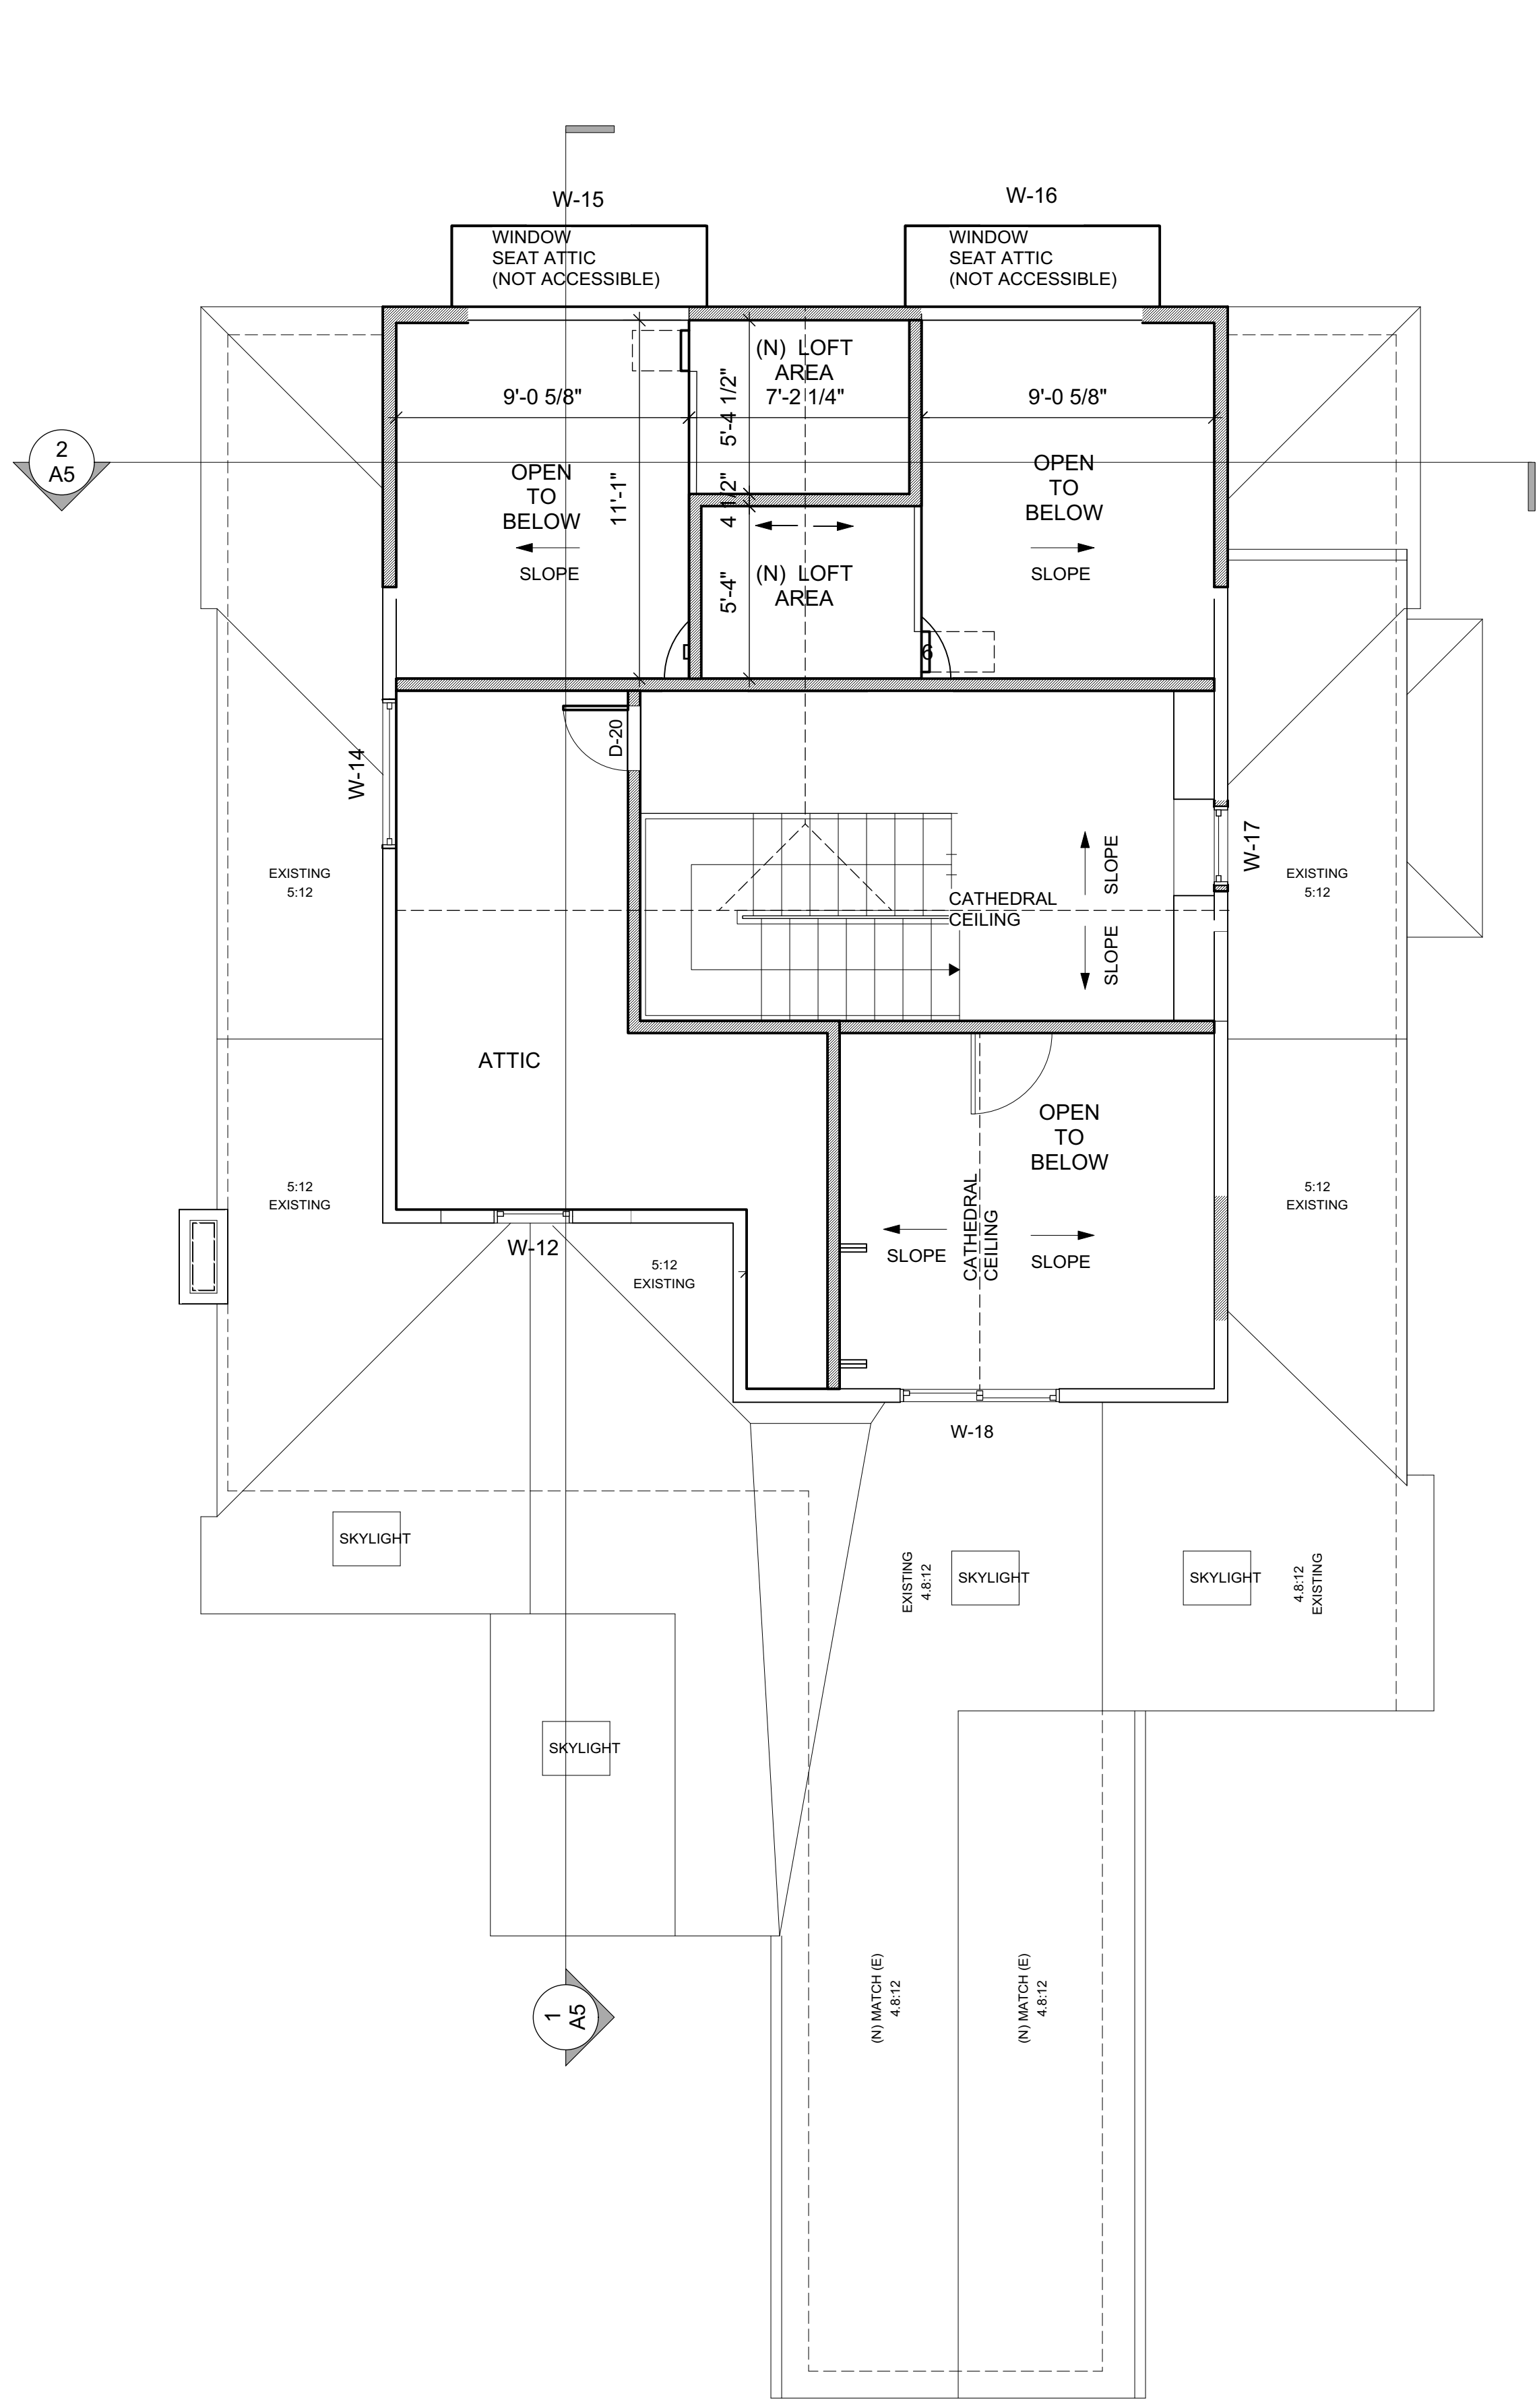 W-15
W-16
WINDOW
SEAT ATTIC
(NOT ACCESSIBLE)
WINDOW
SEAT ATTIC
(NOT ACCESSIBLE)
(N) LOFT
AREA
7'-2 1/4"
9'-0 5/8"
9'-0 5/8"
5'-4 1/2"
2
A5
OPEN
TO
BELOW
11'-1"
4 1/2"
OPEN
TO
BELOW
SLOPE
SLOPE
5'-4"
(N) LOFT
AREA
6
D-20
W-14
W-17
EXISTING
5:12
CATHEDRAL
CEILING
SLOPE
SLOPE
EXISTING
5:12
ATTIC
OPEN
TO
BELOW
5:12
EXISTING
5:12
EXISTING
CATHEDRAL
CEILING
SLOPE
SLOPE
W-12
5:12
EXISTING
W-18
SKYLIGHT
EXISTING
4.8:12
SKYLIGHT
SKYLIGHT
4.8:12
EXISTING
SKYLIGHT
1
A5
(N) MATCH (E)
4.8:12
(N) MATCH (E)
4.8:12